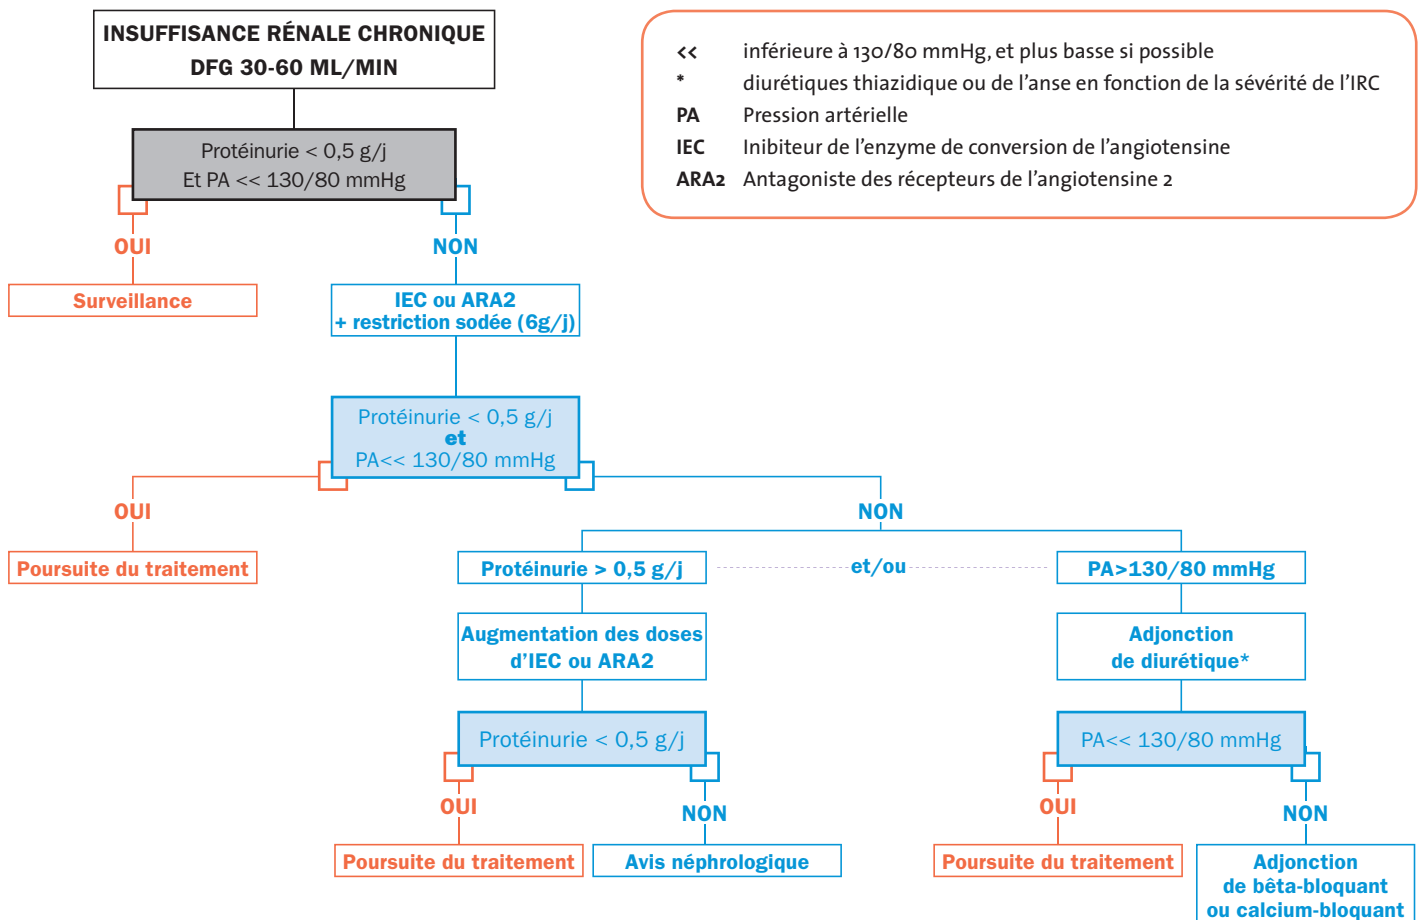 INSUFFISANCE RÉNALE CHRONIQUE
DFG 30-60 ML/MIN
<< inférieure à 130/80 mmHg, et plus basse si possible
* diurétiques thiazidique ou de l'anse en fonction de la sévérité de l'IRC
PA Pression artérielle
IEC Inibiteur de l'enzyme de conversion de l'angiotensine
ARA2 Antagoniste des récepteurs de l'angiotensine 2
Protéinurie < 0,5 g/j
Et PA << 130/80 mmHg
OUI
NON
Surveillance
IEC ou ARA2
+ restriction sodée (6g/j)
Protéinurie < 0,5 g/j
et
PA<< 130/80 mmHg
OUI
NON
Poursuite du traitement
Protéinurie > 0,5 g/j
et/ou
PA>130/80 mmHg
Augmentation des doses
d'IEC ou ARA2
Adjonction
de diurétique*
Protéinurie < 0,5 g/j
PA<< 130/80 mmHg
OUI
NON
OUI
NON
Poursuite du traitement
Avis néphrologique
Poursuite du traitement
Adjonction
de bêta-bloquant
ou calcium-bloquant